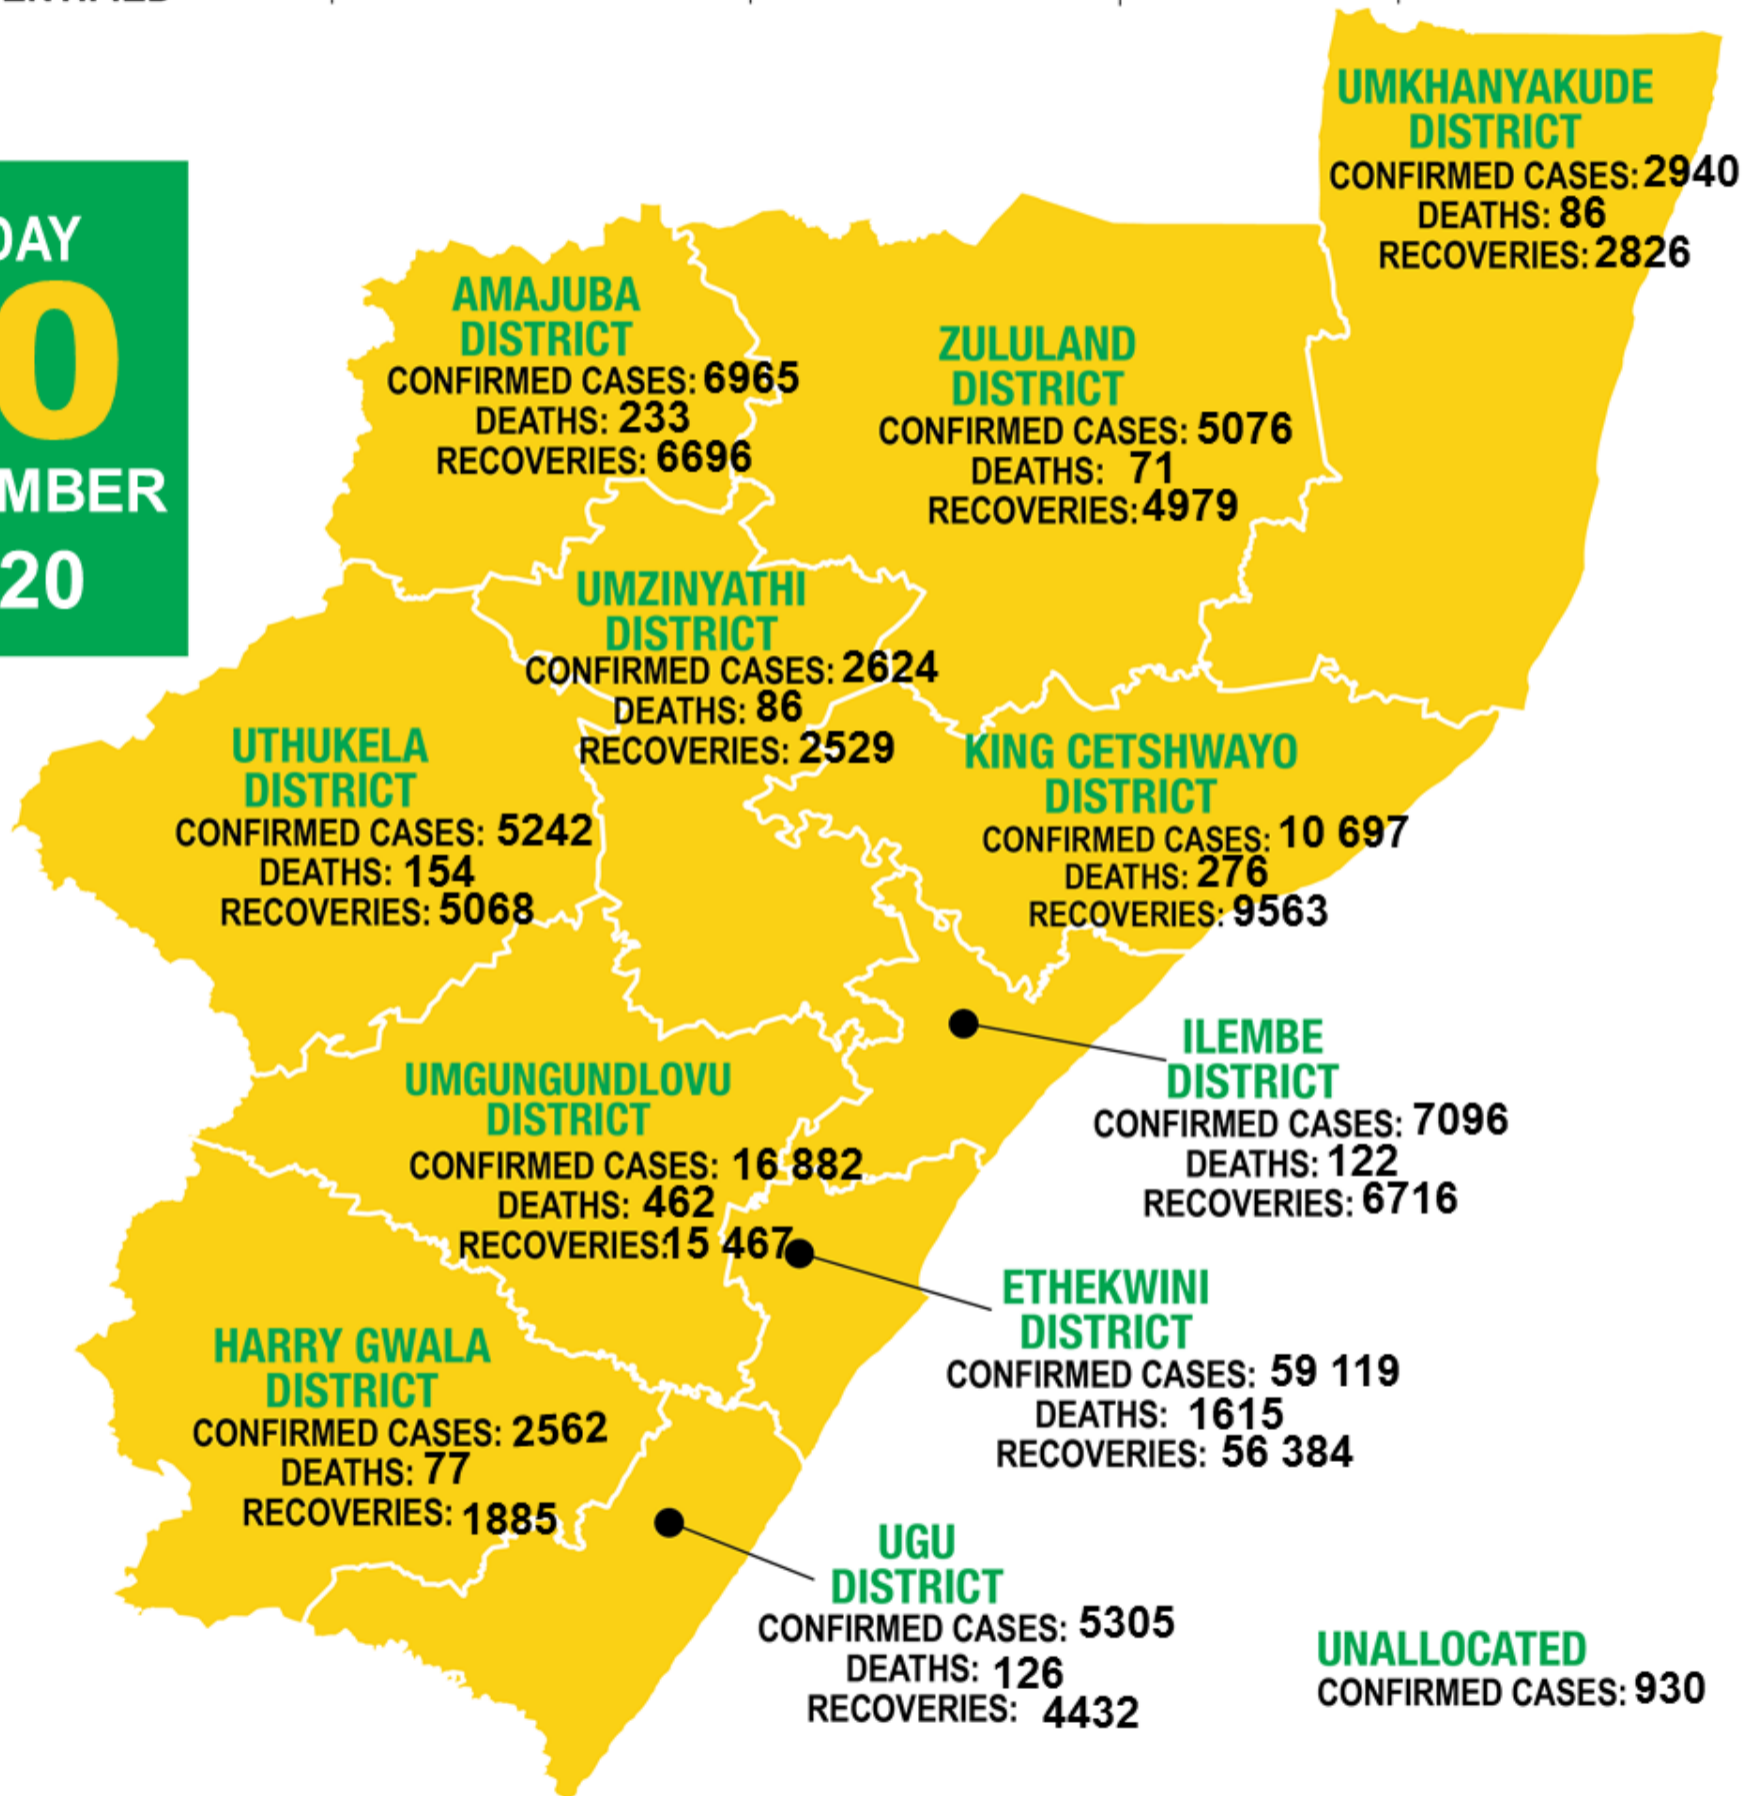 UMKHANYAKUDE
DISTRICT
CONFIRMED CASES: 2940
DEATHS: 86
RECOVERIES: 2826
DAY
0
MBER
20
AMAJUBA
DISTRICT
CONFIRMED CASES: 6965
DEATHS: 233
RECOVERIES: 6696
ZULULAND
DISTRICT
CONFIRMED CASES: 5076
DEATHS: 71
RECOVERIES: 4979
UMZINYATHI
DISTRICT
CONFIRMED CASES: 2624
DEATHS: 86
RECOVERIES: 2529
UTHUKELA
DISTRICT
CONFIRMED CASES: 5242
DEATHS: 154
RECOVERIES: 5068
KING CETSHWAYO
DISTRICT
CONFIRMED CASES: 10 697
DEATHS: 276
RECOVERIES: 9563
ILEMBE
DISTRICT
CONFIRMED CASES: 7096
DEATHS: 122
RECOVERIES: 6716
UMGUNGUNDLOVU
DISTRICT
CONFIRMED CASES: 16 882
DEATHS: 462
RECOVERIES:15 467
ETHEKWINI
DISTRICT
CONFIRMED CASES: 59 119
DEATHS: 1615
RECOVERIES: 56 384
HARRY GWALA
DISTRICT
CONFIRMED CASES: 2562
DEATHS: 77
RECOVERIES: 1885
UGU
DISTRICT
CONFIRMED CASES: 5305
DEATHS: 126
RECOVERIES: 4432
UNALLOCATED
CONFIRMED CASES: 930